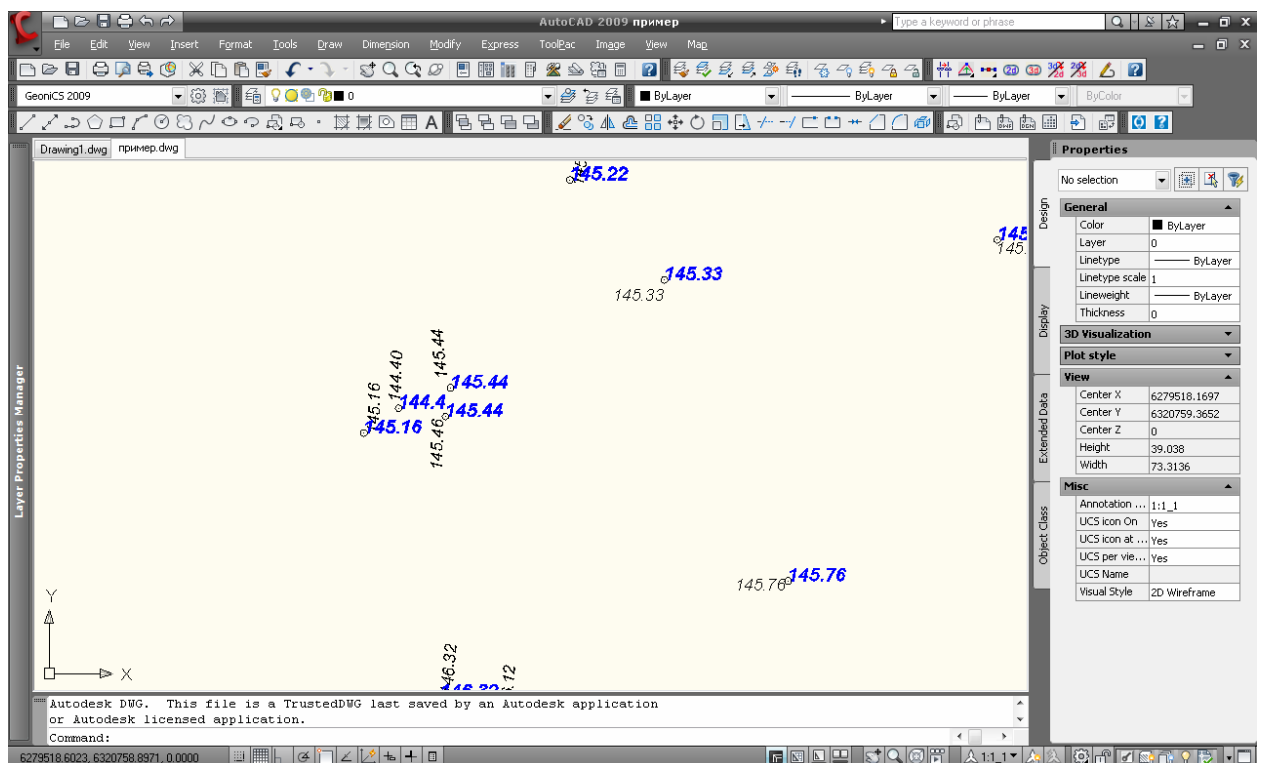 AutoCAD 2009 пример
Type a keyword or phrase
File Edit View Insert Format Tools Draw Dimension Modify Express ToolPac Image View Map
GeoniCS 2009
0
ByLayer
ByLayer
ByLayer
ByColor
Drawing1.dwg
пример.dwg
Layer Properties Manager
145.22
145.33
145.33
145.44
144.40
145.16
145.44
144.4
145.44
145.16
145.46
145.76
145.76
Y
X
Properties
No selection
Design
Display
Extended Data
Object Class
General
Color ByLayer
Layer 0
Linetype ByLayer
Linetype scale 1
Lineweight ByLayer
Thickness 0
3D Visualization
Plot style
View
Center X 6279518.1697
Center Y 6320759.3652
Center Z 0
Height 39.038
Width 73.3136
Misc
Annotation ... 1:1_1
UCS icon On Yes
UCS icon at ... Yes
UCS per vie... Yes
UCS Name
Visual Style 2D Wireframe
Autodesk DWG. This file is a TrustedDWG last saved by an Autodesk application
or Autodesk licensed application.
Command:
6279518.6023, 6320758.8971, 0.0000
1:1_1